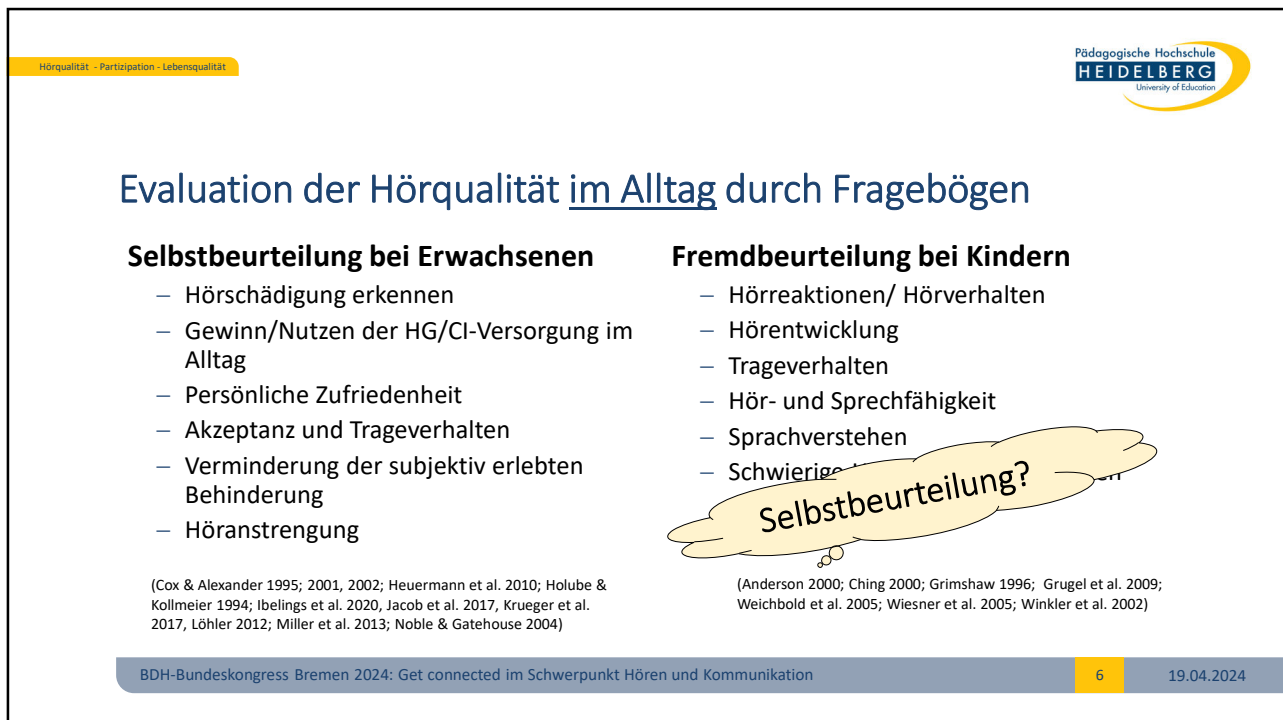 Hörqualität - Partizipation - Lebensqualität
Pädagogische Hochschule
HEIDELBERG
University of Education
Evaluation der Hörqualität im Alltag durch Fragebögen
Selbstbeurteilung bei Erwachsenen
– Hörschädigung erkennen
– Gewinn/Nutzen der HG/CI-Versorgung im
Alltag
– Persönliche Zufriedenheit
– Akzeptanz und Trageverhalten
– Verminderung der subjektiv erlebten
Behinderung
– Höranstrengung
(Cox & Alexander 1995; 2001, 2002; Heuermann et al. 2010; Holube &
Kollmeier 1994; Ibelings et al. 2020, Jacob et al. 2017, Krueger et al.
2017, Löhler 2012; Miller et al. 2013; Noble & Gatehouse 2004)
Fremdbeurteilung bei Kindern
– Hörreaktionen/ Hörverhalten
– Hörentwicklung
– Trageverhalten
– Hör- und Sprechfähigkeit
– Sprachverstehen
– Schwierige
Selbstbeurteilung?
(Anderson 2000; Ching 2000; Grimshaw 1996; Grugel et al. 2009;
Weichbold et al. 2005; Wiesner et al. 2005; Winkler et al. 2002)
BDH-Bundeskongress Bremen 2024: Get connected im Schwerpunkt Hören und Kommunikation
6
19.04.2024